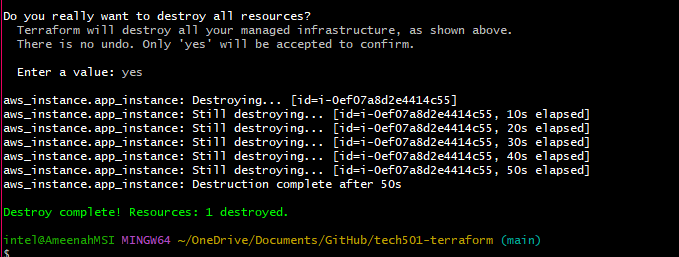 Do you really want to destroy all resources?
Terraform will destroy all your managed infrastructure, as shown above.
There is no undo. Only 'yes' will be accepted to confirm.
Enter a value: yes
aws_instance.app_instance: Destroying... [id=i-0ef07a8d2e4414c55]
aws_instance.app_instance: Still destroying... [id=i-0ef07a8d2e4414c55, 10s elapsed]
aws_instance.app_instance: Still destroying... [id=i-0ef07a8d2e4414c55, 20s elapsed]
aws_instance.app_instance: Still destroying... [id=i-0ef07a8d2e4414c55, 30s elapsed]
aws_instance.app_instance: Still destroying... [id=i-0ef07a8d2e4414c55, 40s elapsed]
aws_instance.app_instance: Still destroying... [id=i-0ef07a8d2e4414c55, 50s elapsed]
aws_instance.app_instance: Destruction complete after 50s
Destroy complete! Resources: 1 destroyed.
intel@AmeenahMSI MINGW64 ~/OneDrive/Documents/GitHub/tech501-terraform (main)
$